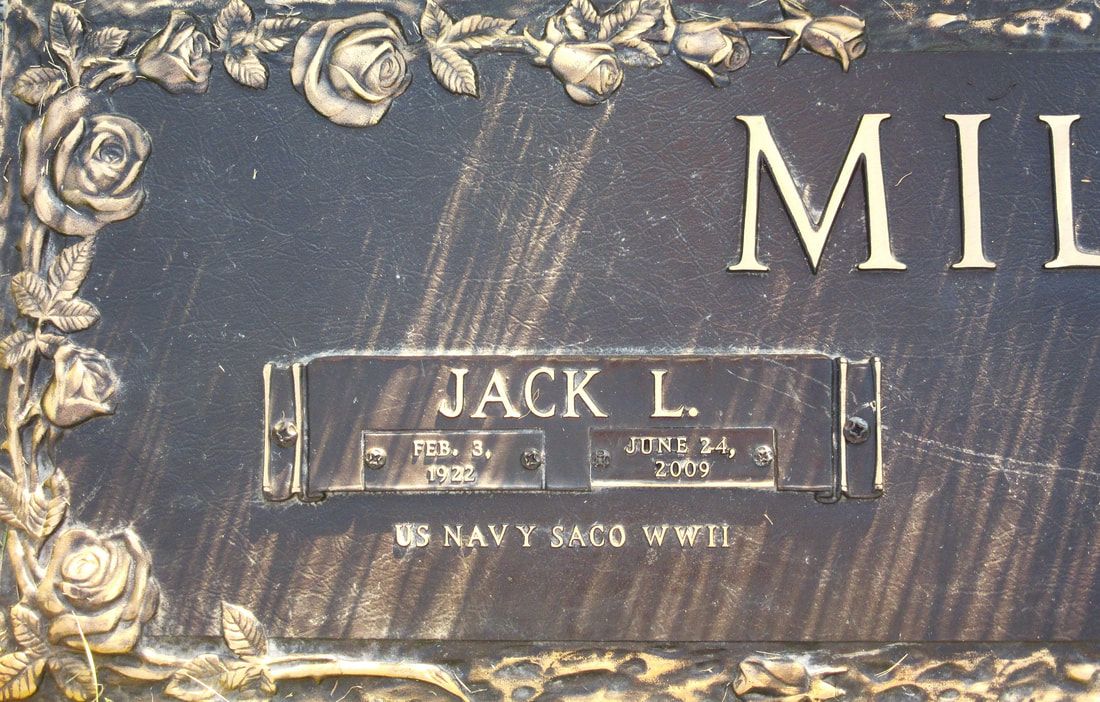 MIL
JACK L.
FEB. 3,
1922
JUNE 24,
2009
US NAVY SACO WWII